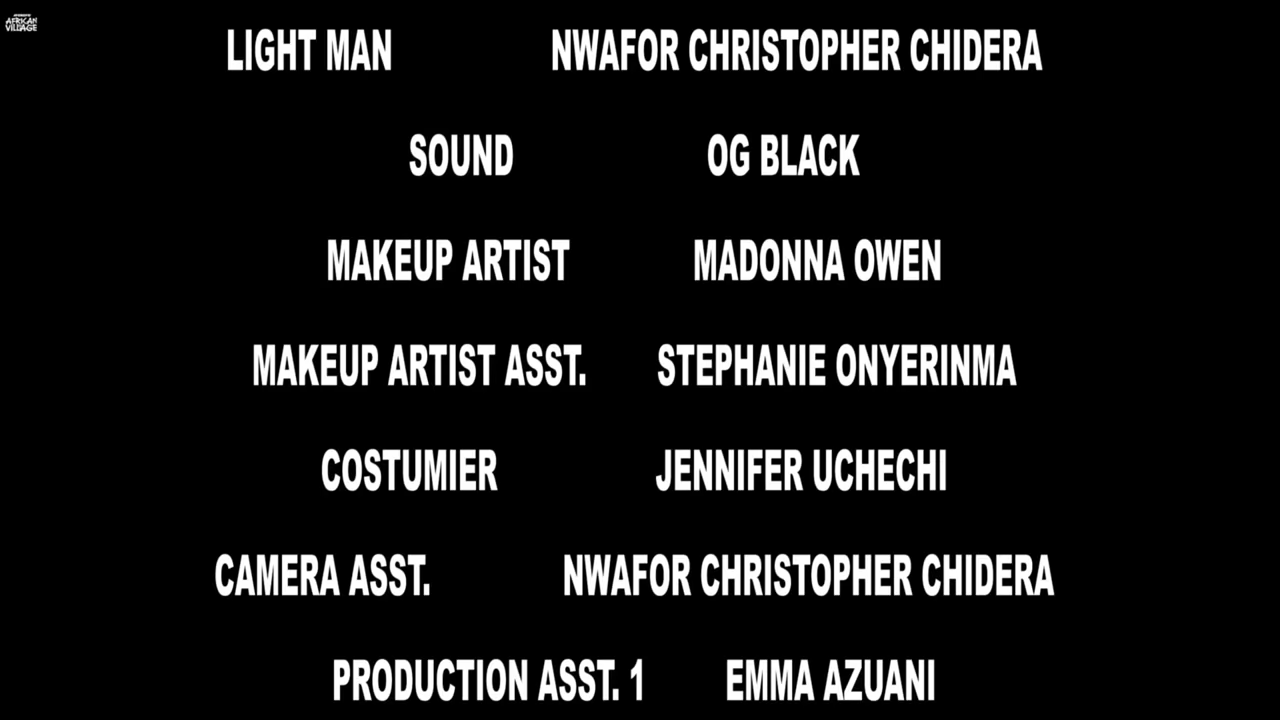 AFRICAN
VILLAGE
LIGHT MAN NWAFOR CHRISTOPHER CHIDERA
SOUND OG BLACK
MAKEUP ARTIST MADONNA OWEN
MAKEUP ARTIST ASST. STEPHANIE ONYERINMA
COSTUMIER JENNIFER UCHECHI
CAMERA ASST. NWAFOR CHRISTOPHER CHIDERA
PRODUCTION ASST. 1 EMMA AZUANI